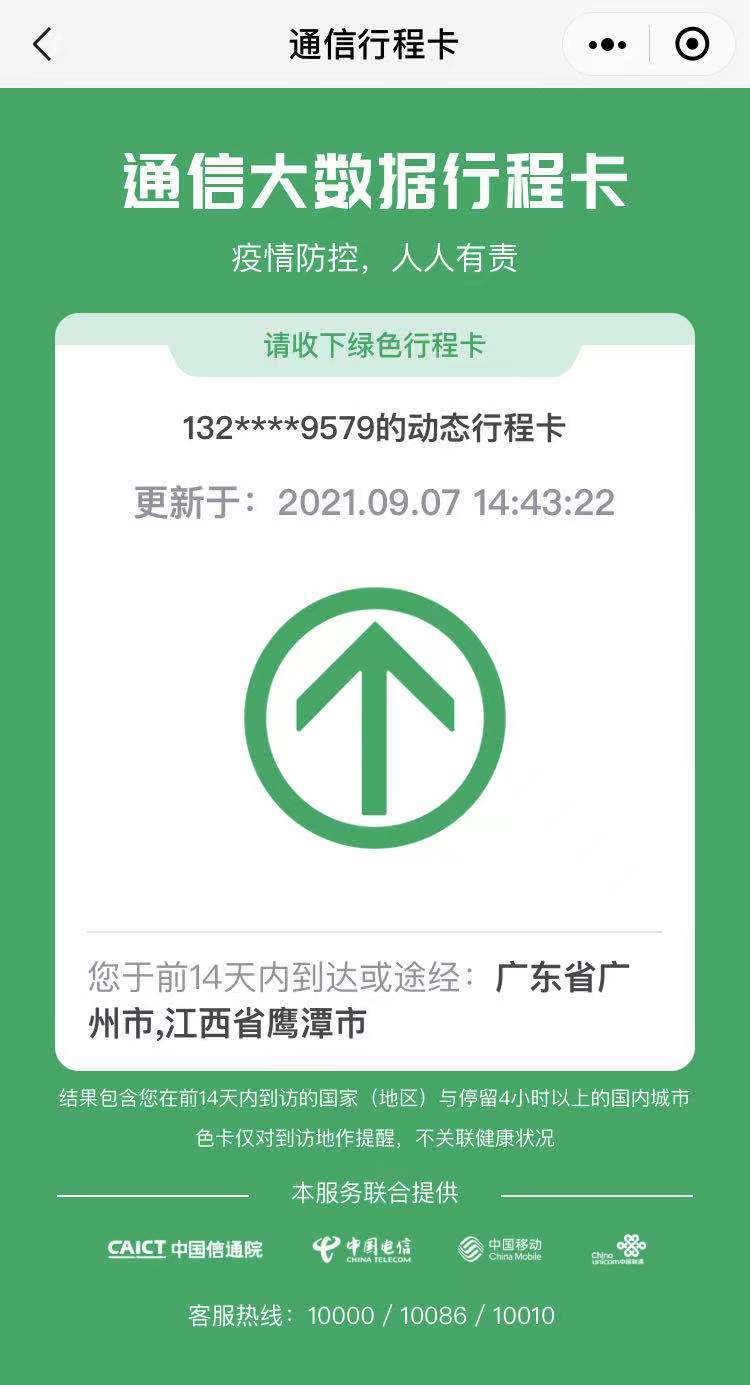 通信行程卡
通信大数据行程卡
疫情防控，人人有责
请收下绿色行程卡
132****9579的动态行程卡
更新于：2021.09.07 14:43:22
您于前14天内到达或途经：广东省广
州市,江西省鹰潭市
结果包含您在前14天内到访的国家（地区）与停留4小时以上的国内城市
色卡仅对到访地作提醒，不关联健康状况
本服务联合提供
CAICT 中国信通院
中国电信
CHINA TELECOM
中国移动
China Mobile
China
unicom中国联通
客服热线：10000 / 10086 / 10010